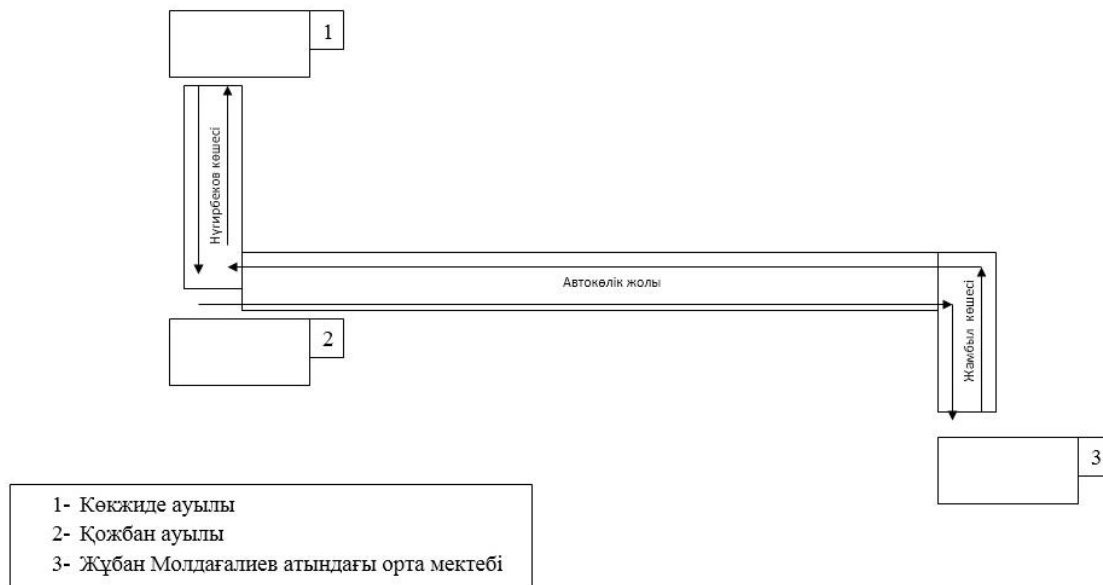 1
Нүгирбеков көшесі
Автокөлік жолы
Жамбыл көшесі
2
3
1- Көкжиде ауылы
2- Қожбан ауылы
3- Жұбан Молдағалиев атындағы орта мектебі